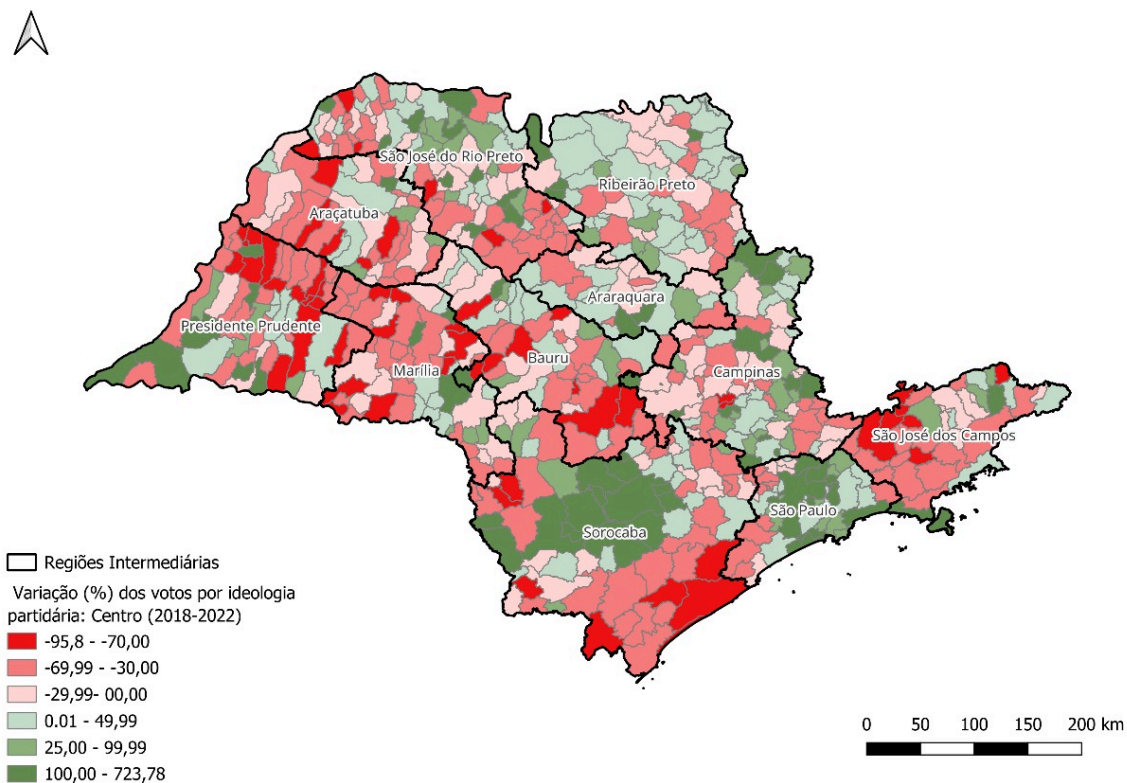 São José do Rio Preto
Ribeirão Preto
Araçatuba
Araraquara
Presidente Prudente
Bauru
Marília
Campinas
São José dos Campos
São Paulo
Sorocaba
Regiões Intermediárias
Variação (%) dos votos por ideologia
partidária: Centro (2018-2022)
-95,8 - -70,00
-69,99 - -30,00
-29,99- 00,00
0.01 - 49,99
25,00 - 99,99
100,00 - 723,78
0 50 100 150 200 km